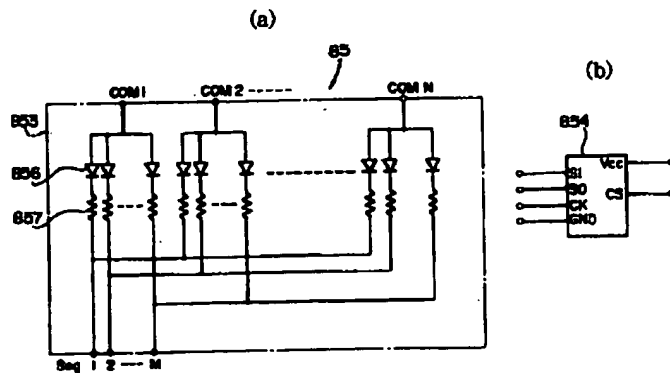 (a)
85
COM 1
COM 2
COM N
853
856
857
Seg 1 2 M
(b)
854
Vcc
SI
SO
CK
GND
CS